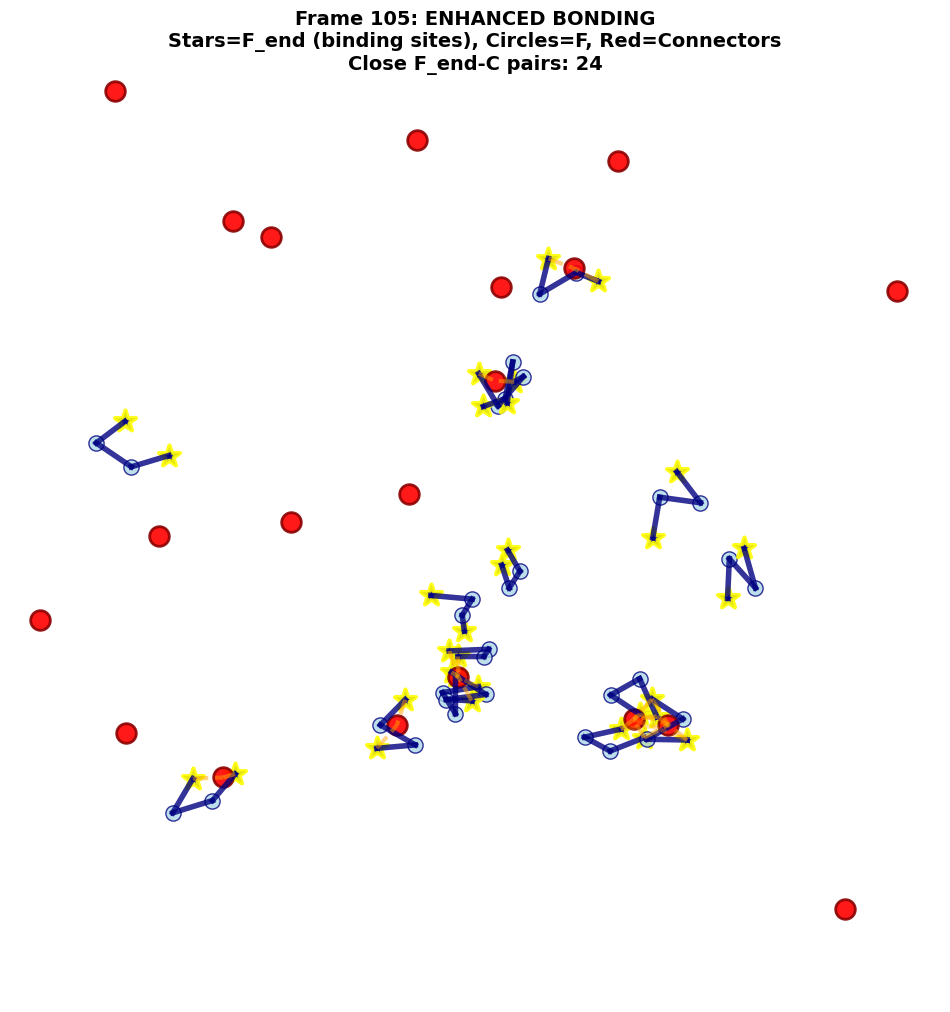 Frame 105: ENHANCED BONDING
Stars=F_end (binding sites), Circles=F, Red=Connectors
Close F_end-C pairs: 24